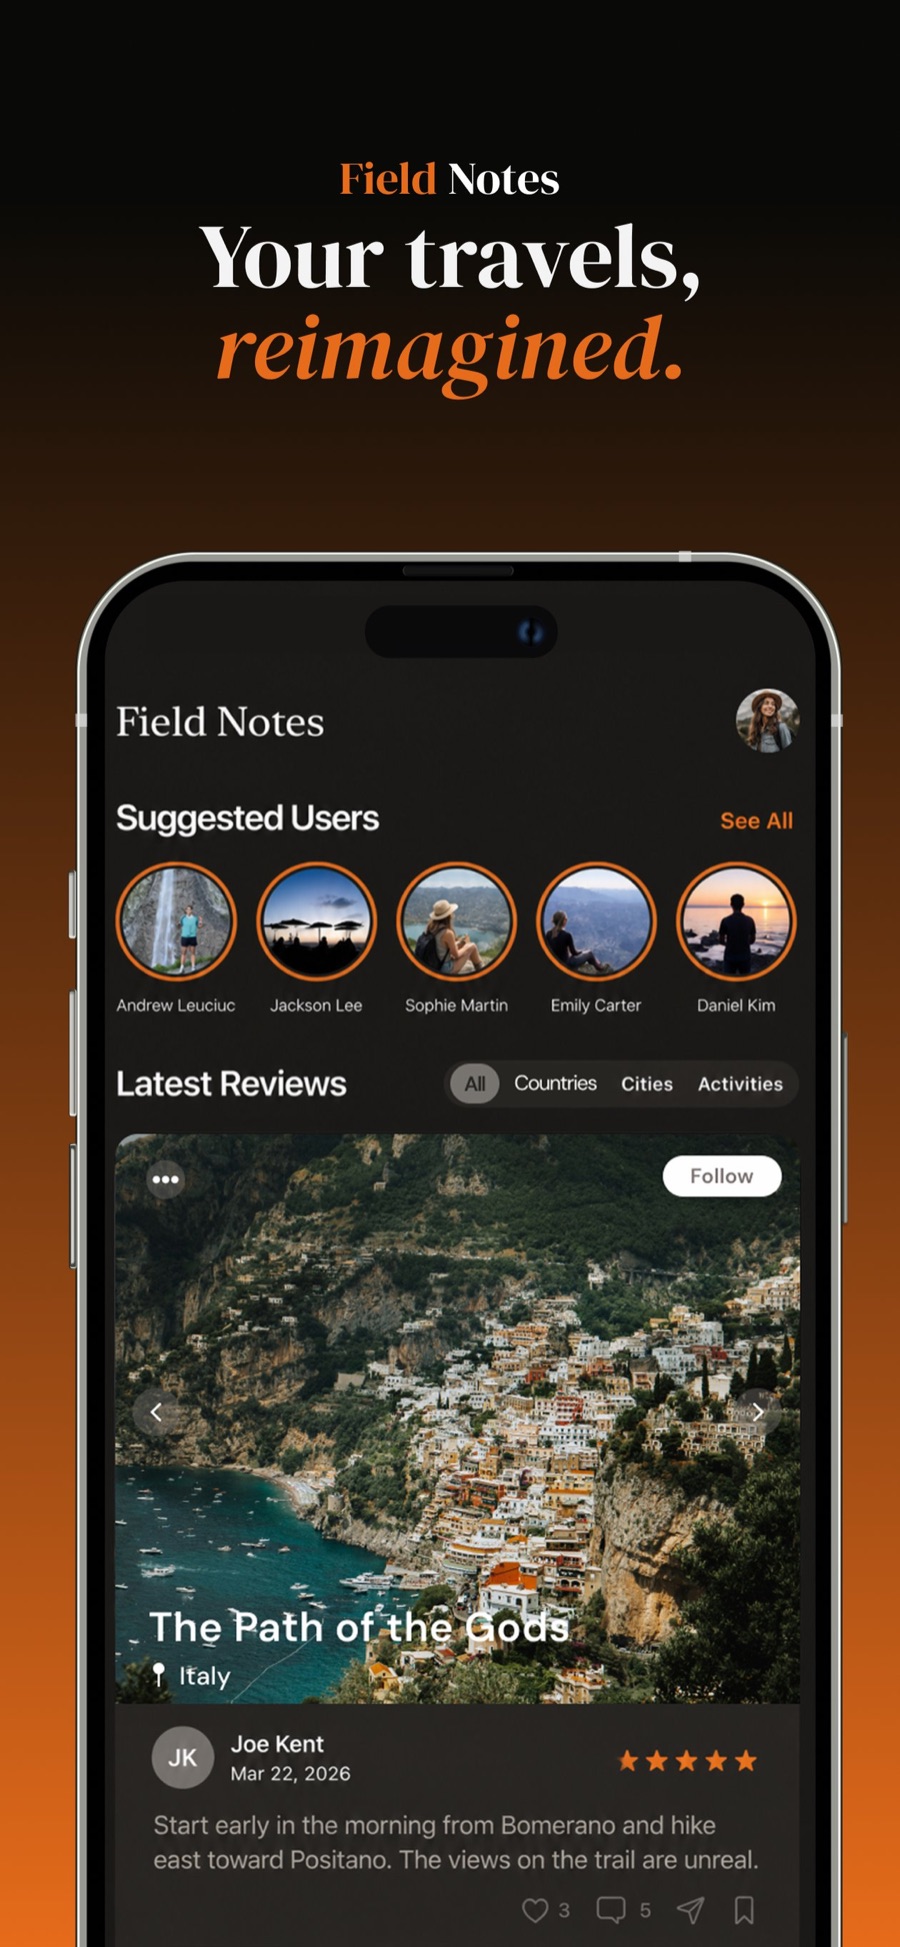 Field Notes
Your travels,
reimagined.
Field Notes
Suggested Users
See All
Andrew Leuciuc
Jackson Lee
Sophie Martin
Emily Carter
Daniel Kim
Latest Reviews
All
Countries
Cities
Activities
Follow
The Path of the Gods
Italy
JK
Joe Kent
Mar 22, 2026
Start early in the morning from Bomerano and hike
east toward Positano. The views on the trail are unreal.
3
5